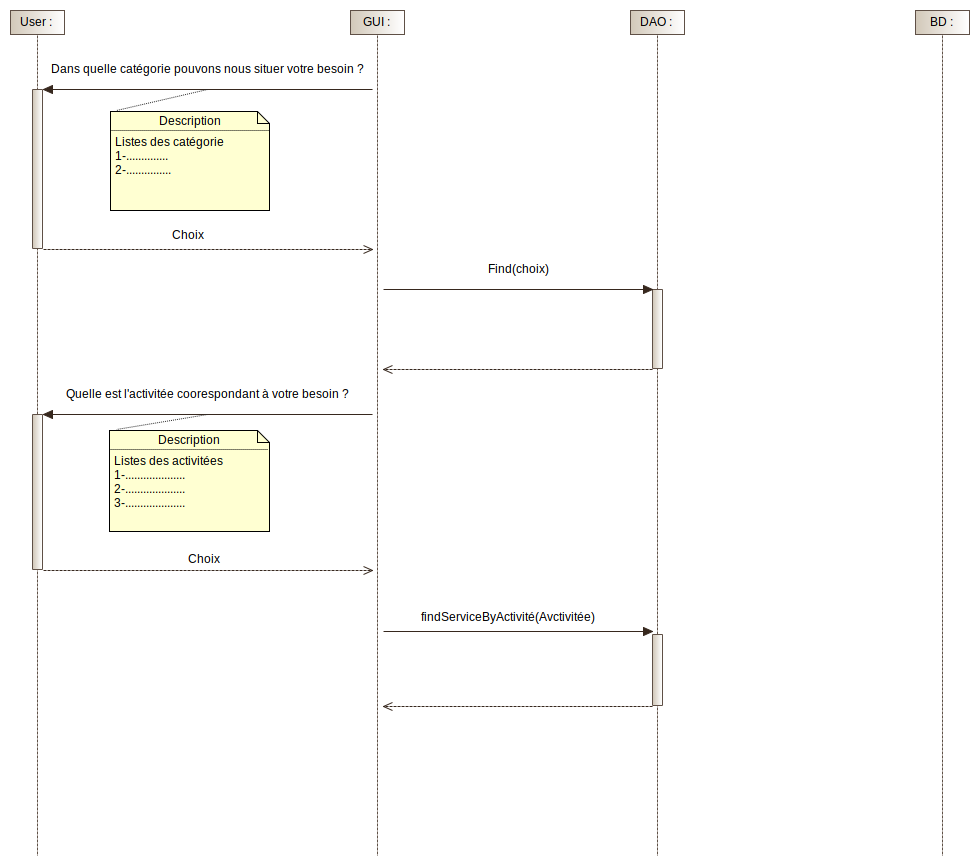 User :
GUI :
DAO :
BD :
Dans quelle catégorie pouvons nous situer votre besoin ?
Description
Listes des catégorie
1-..............
2-...............
Choix
Find(choix)
Quelle est l'activitée coorespondant à votre besoin ?
Description
Listes des activitées
1-....................
2-....................
3-....................
Choix
findServiceByActivité(Avctivitée)